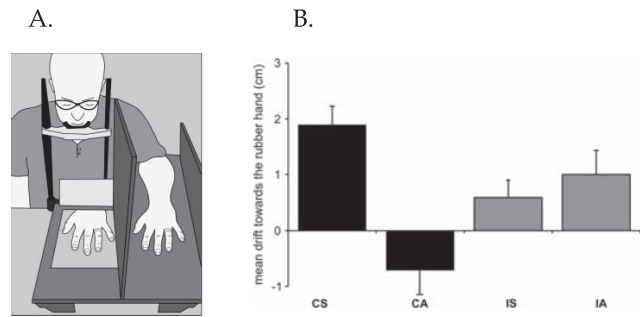 A.
B.
mean drift towards the rubber hand (cm)
3
2
1
0
-1
CS CA IS IA